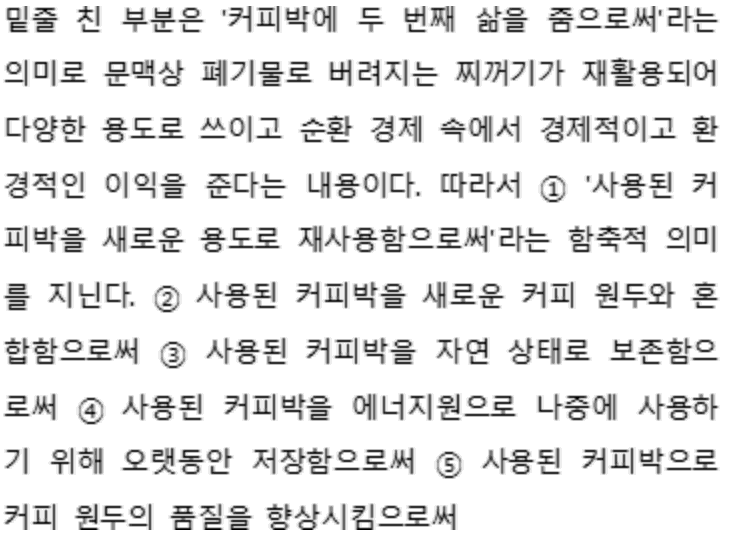 밑줄 친 부분은 '커피박에 두 번째 삶을 줌으로써'라는
의미로 문맥상 폐기물로 버려지는 찌꺼기가 재활용되어
다양한 용도로 쓰이고 순환 경제 속에서 경제적이고 환
경적인 이익을 준다는 내용이다. 따라서 ① '사용된 커
피박을 새로운 용도로 재사용함으로써'라는 함축적 의미
를 지닌다. ② 사용된 커피박을 새로운 커피 원두와 혼
합함으로써 ③ 사용된 커피박을 자연 상태로 보존함으
로써 ④ 사용된 커피박을 에너지원으로 나중에 사용하
기 위해 오랫동안 저장함으로써 ⑤ 사용된 커피박으로
커피 원두의 품질을 향상시킴으로써